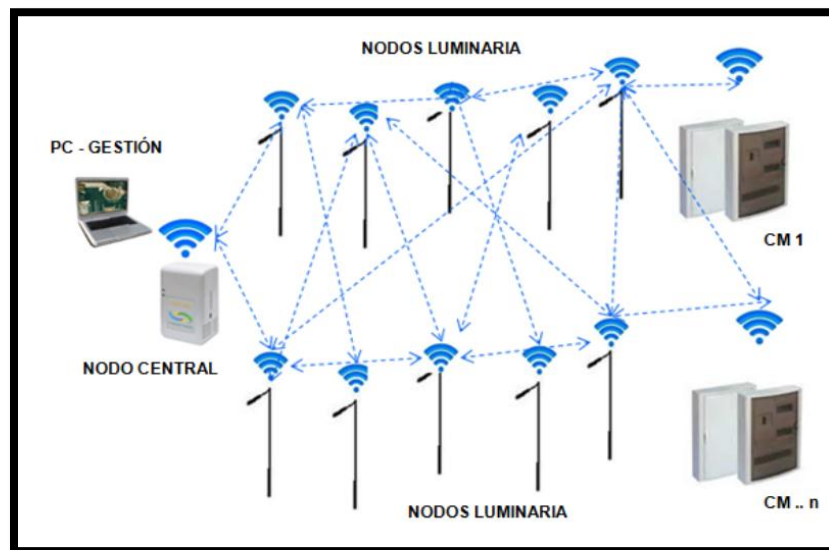 NODOS LUMINARIA
PC - GESTIÓN
CM 1
NODO CENTRAL
CM .. n
NODOS LUMINARIA